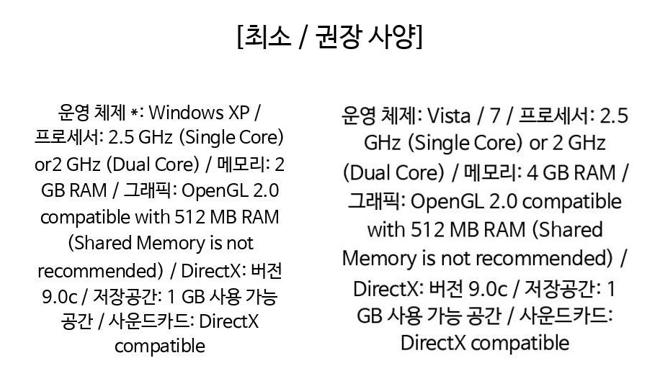 [최소 / 권장 사양]
운영 체제 *: Windows XP /
프로세서: 2.5 GHz (Single Core)
or2 GHz (Dual Core) / 메모리: 2
GB RAM / 그래픽: OpenGL 2.0
compatible with 512 MB RAM
(Shared Memory is not
recommended) / DirectX: 버전
9.0c / 저장공간: 1 GB 사용 가능
공간 / 사운드카드: DirectX
compatible
운영 체제: Vista / 7 / 프로세서: 2.5
GHz (Single Core) or 2 GHz
(Dual Core) / 메모리: 4 GB RAM /
그래픽: OpenGL 2.0 compatible
with 512 MB RAM (Shared
Memory is not recommended) /
DirectX: 버전 9.0c / 저장공간: 1
GB 사용 가능 공간 / 사운드카드:
DirectX compatible